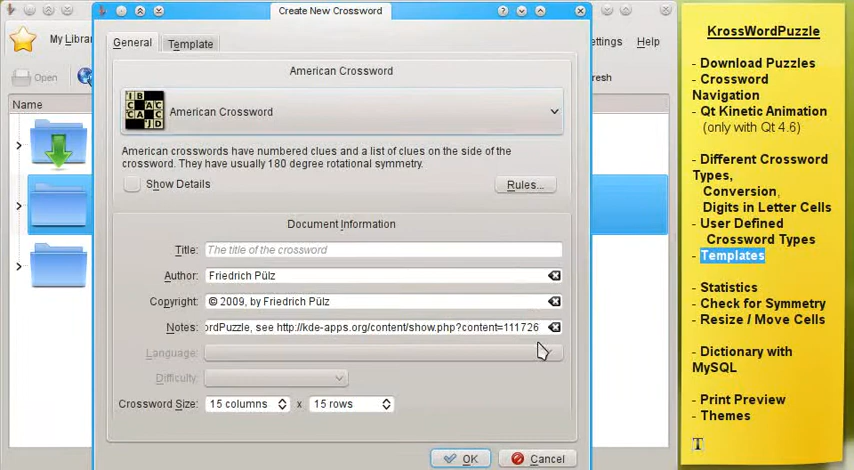 Create New Crossword
My Libra
ettings Help
Open
resh
Name
General Template
American Crossword
American Crossword
American crosswords have numbered clues and a list of clues on the side of the
crossword. They have usually 180 degree rotational symmetry.
Show Details
Rules...
Document Information
Title: The title of the crossword
Author: Friedrich Pülz
Copyright: © 2009, by Friedrich Pülz
Notes: ordPuzzle, see http://kde-apps.org/content/show.php?content=111726
Language:
Difficulty:
Crossword Size: 15 columns x 15 rows
OK Cancel
KrossWordPuzzle
- Download Puzzles
- Crossword
Navigation
- Qt Kinetic Animation
(only with Qt 4.6)
- Different Crossword
Types,
Conversion,
Digits in Letter Cells
- User Defined
Crossword Types
- Templates
- Statistics
- Check for Symmetry
- Resize / Move Cells
- Dictionary with
MySQL
- Print Preview
- Themes